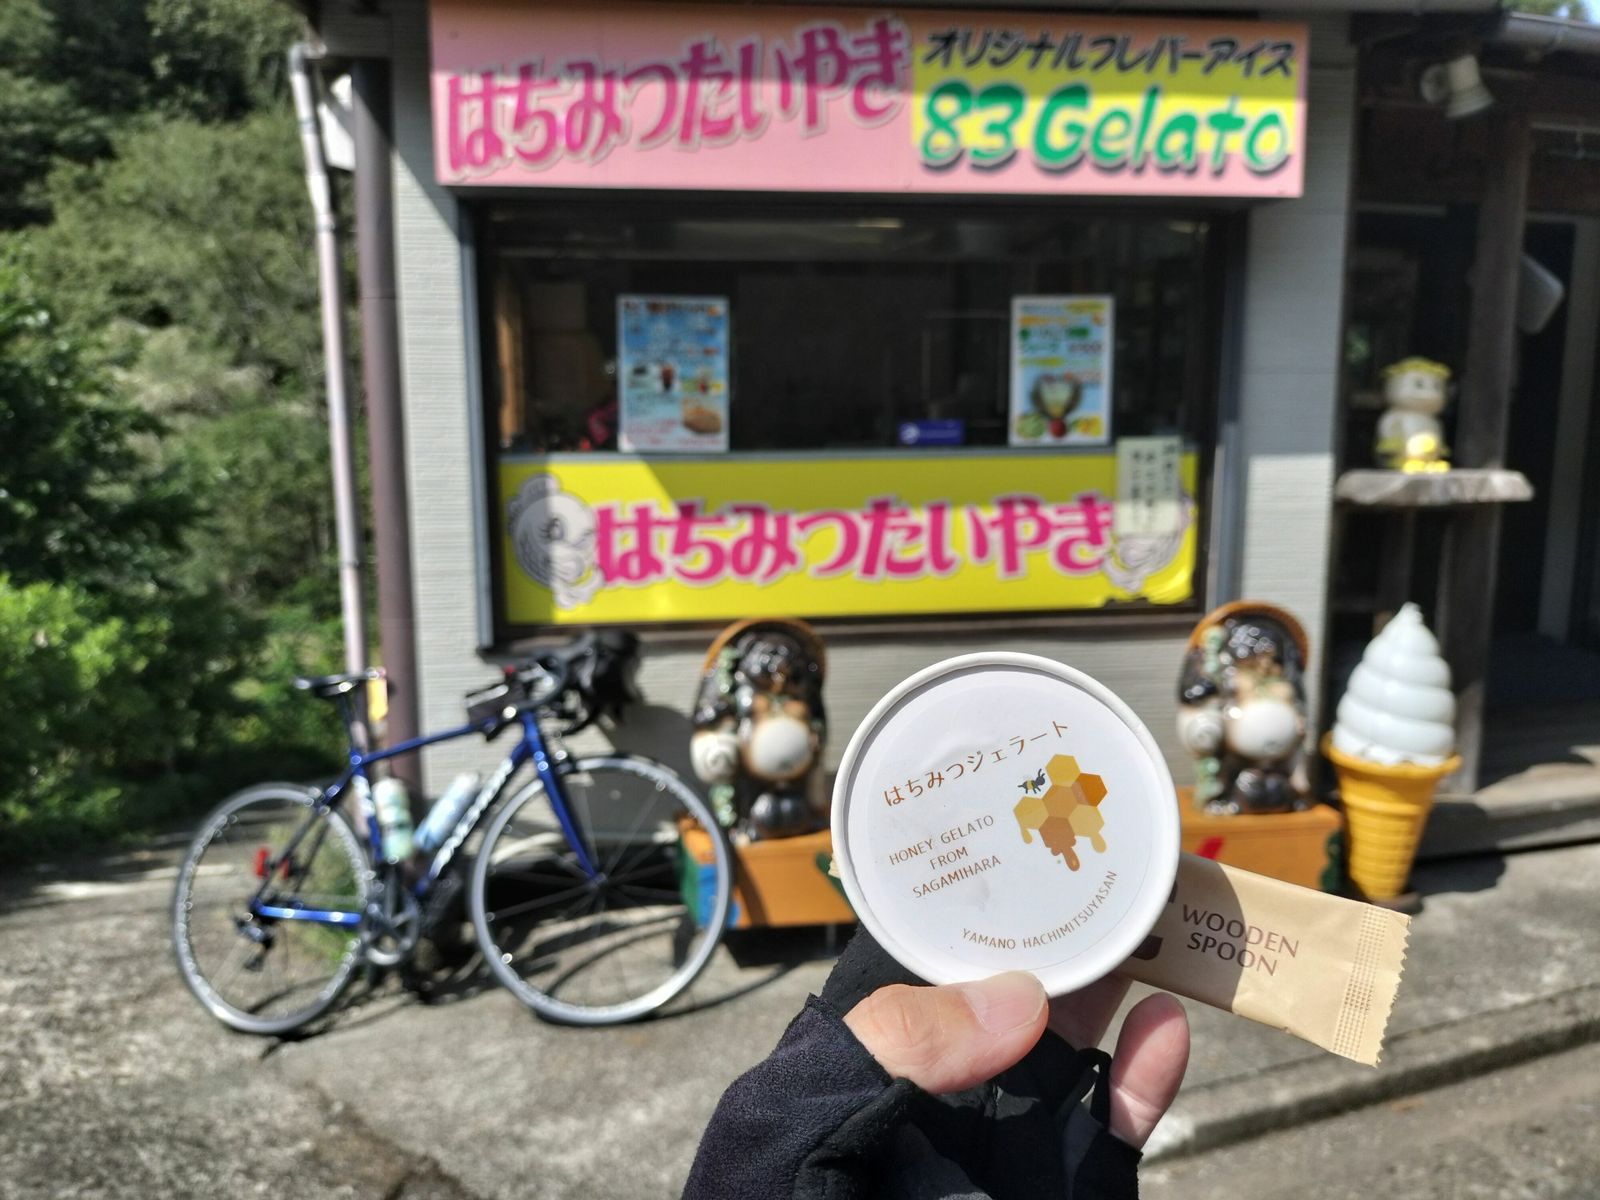 はちみつたいやき
オリジナルフレバーアイス
83 Gelato
はちみつたいやき
はちみつジェラート
HONEY GELATO
FROM
SAGAMIHARA
YAMANO HACHIMITSUYASAN
WOODEN
SPOON